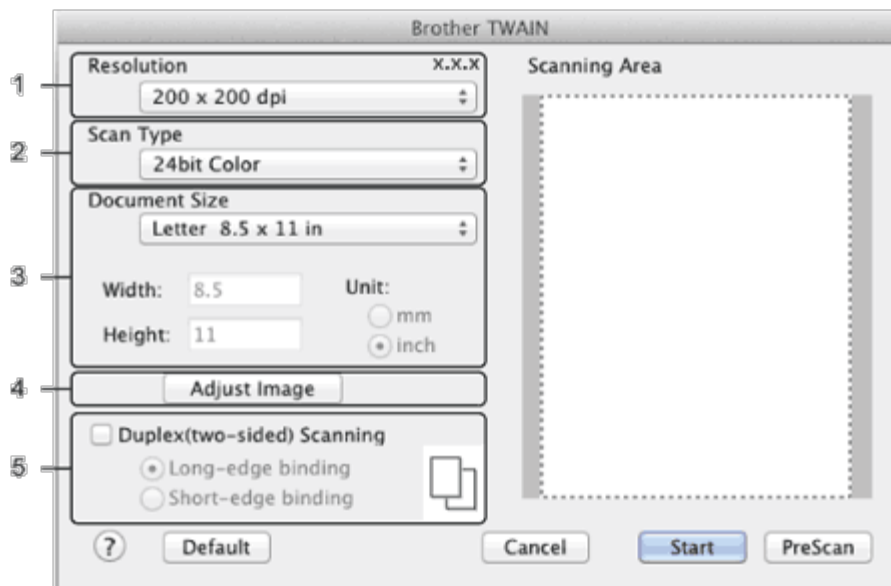 Brother TWAIN
1
Resolution
X.X.X
200 x 200 dpi
2
Scan Type
24bit Color
3
Document Size
Letter 8.5 x 11 in
Width:
8.5
Unit:
mm
Height:
11
inch
4
Adjust Image
5
Duplex(two-sided) Scanning
Long-edge binding
Short-edge binding
Scanning Area
?
Default
Cancel
Start
PreScan